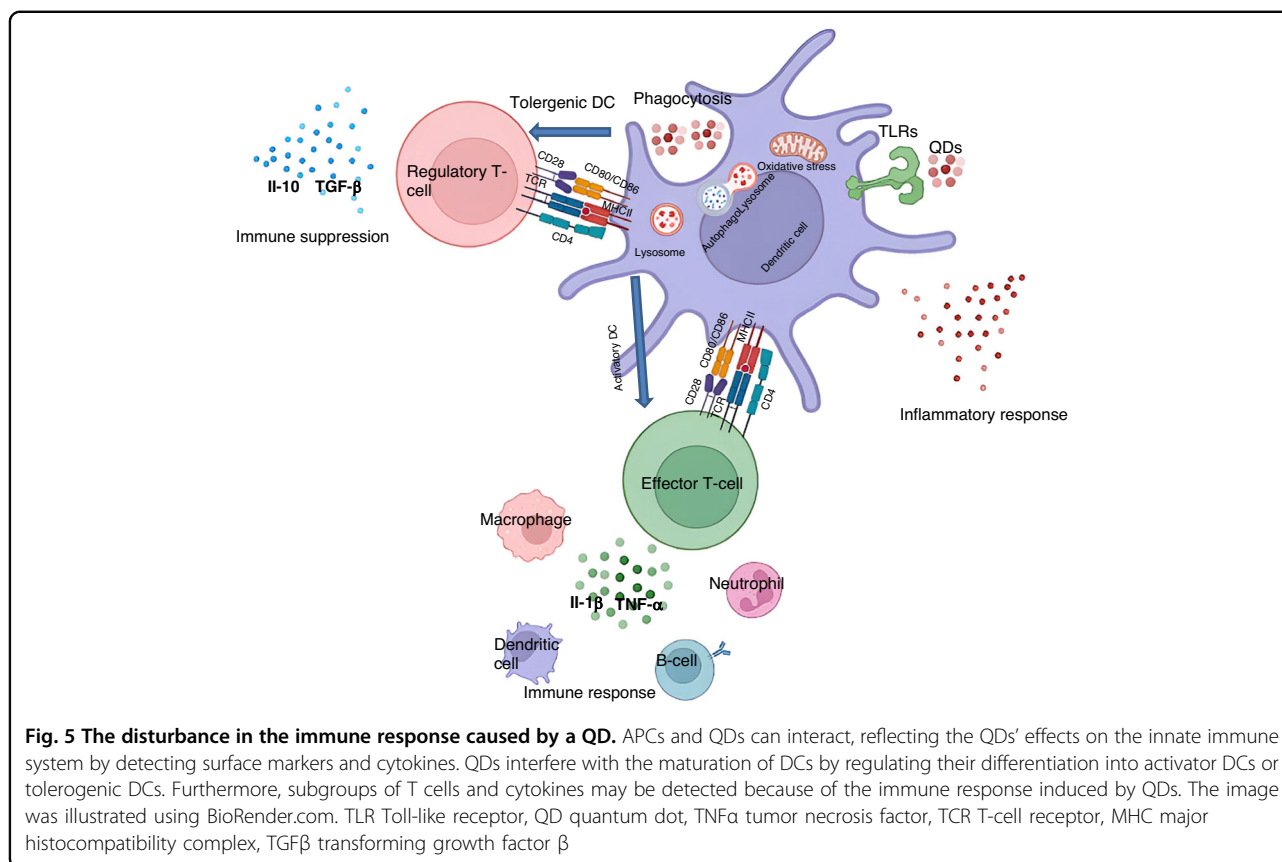 Tolergenic DC
Phagocytosis
TLRs
QDs
Oxidative stress
CD28
CD80/CD86
TCR
MHCII
CD4
Regulatory T-
cell
II-10 TGF-β
Immune suppression
Lysosome
AutophagoLysosome
Dendritic cell
Activatory DC
CD80/CD86
MHCII
CD28
TCR
CD4
Inflammatory response
Effector T-cell
Macrophage
Neutrophil
II-1β TNF-α
Dendritic
cell
B-cell
Immune response
Fig. 5 The disturbance in the immune response caused by a QD. APCs and QDs can interact, reflecting the QDs' effects on the innate immune
system by detecting surface markers and cytokines. QDs interfere with the maturation of DCs by regulating their differentiation into activator DCs or
tolerogenic DCs. Furthermore, subgroups of T cells and cytokines may be detected because of the immune response induced by QDs. The image
was illustrated using BioRender.com. TLR Toll-like receptor, QD quantum dot, TNFα tumor necrosis factor, TCR T-cell receptor, MHC major
histocompatibility complex, TGFβ transforming growth factor β